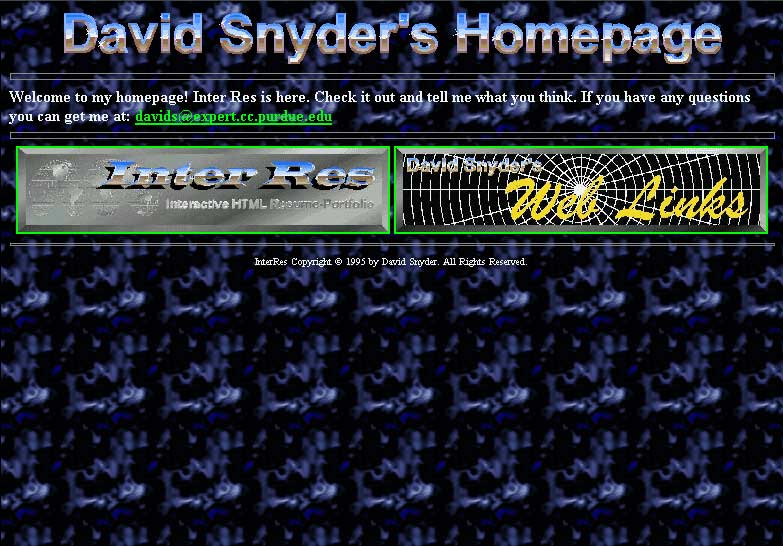 David Snyder's Homepage
Welcome to my homepage! Inter Res is here. Check it out and tell me what you think. If you have any questions
you can get me at: davids@expert.cc.purdue.edu
Inter Res
Interactive HTML Resume-Portfolio
David Snyder's
Web Links
InterRes Copyright © 1995 by David Snyder. All Rights Reserved.